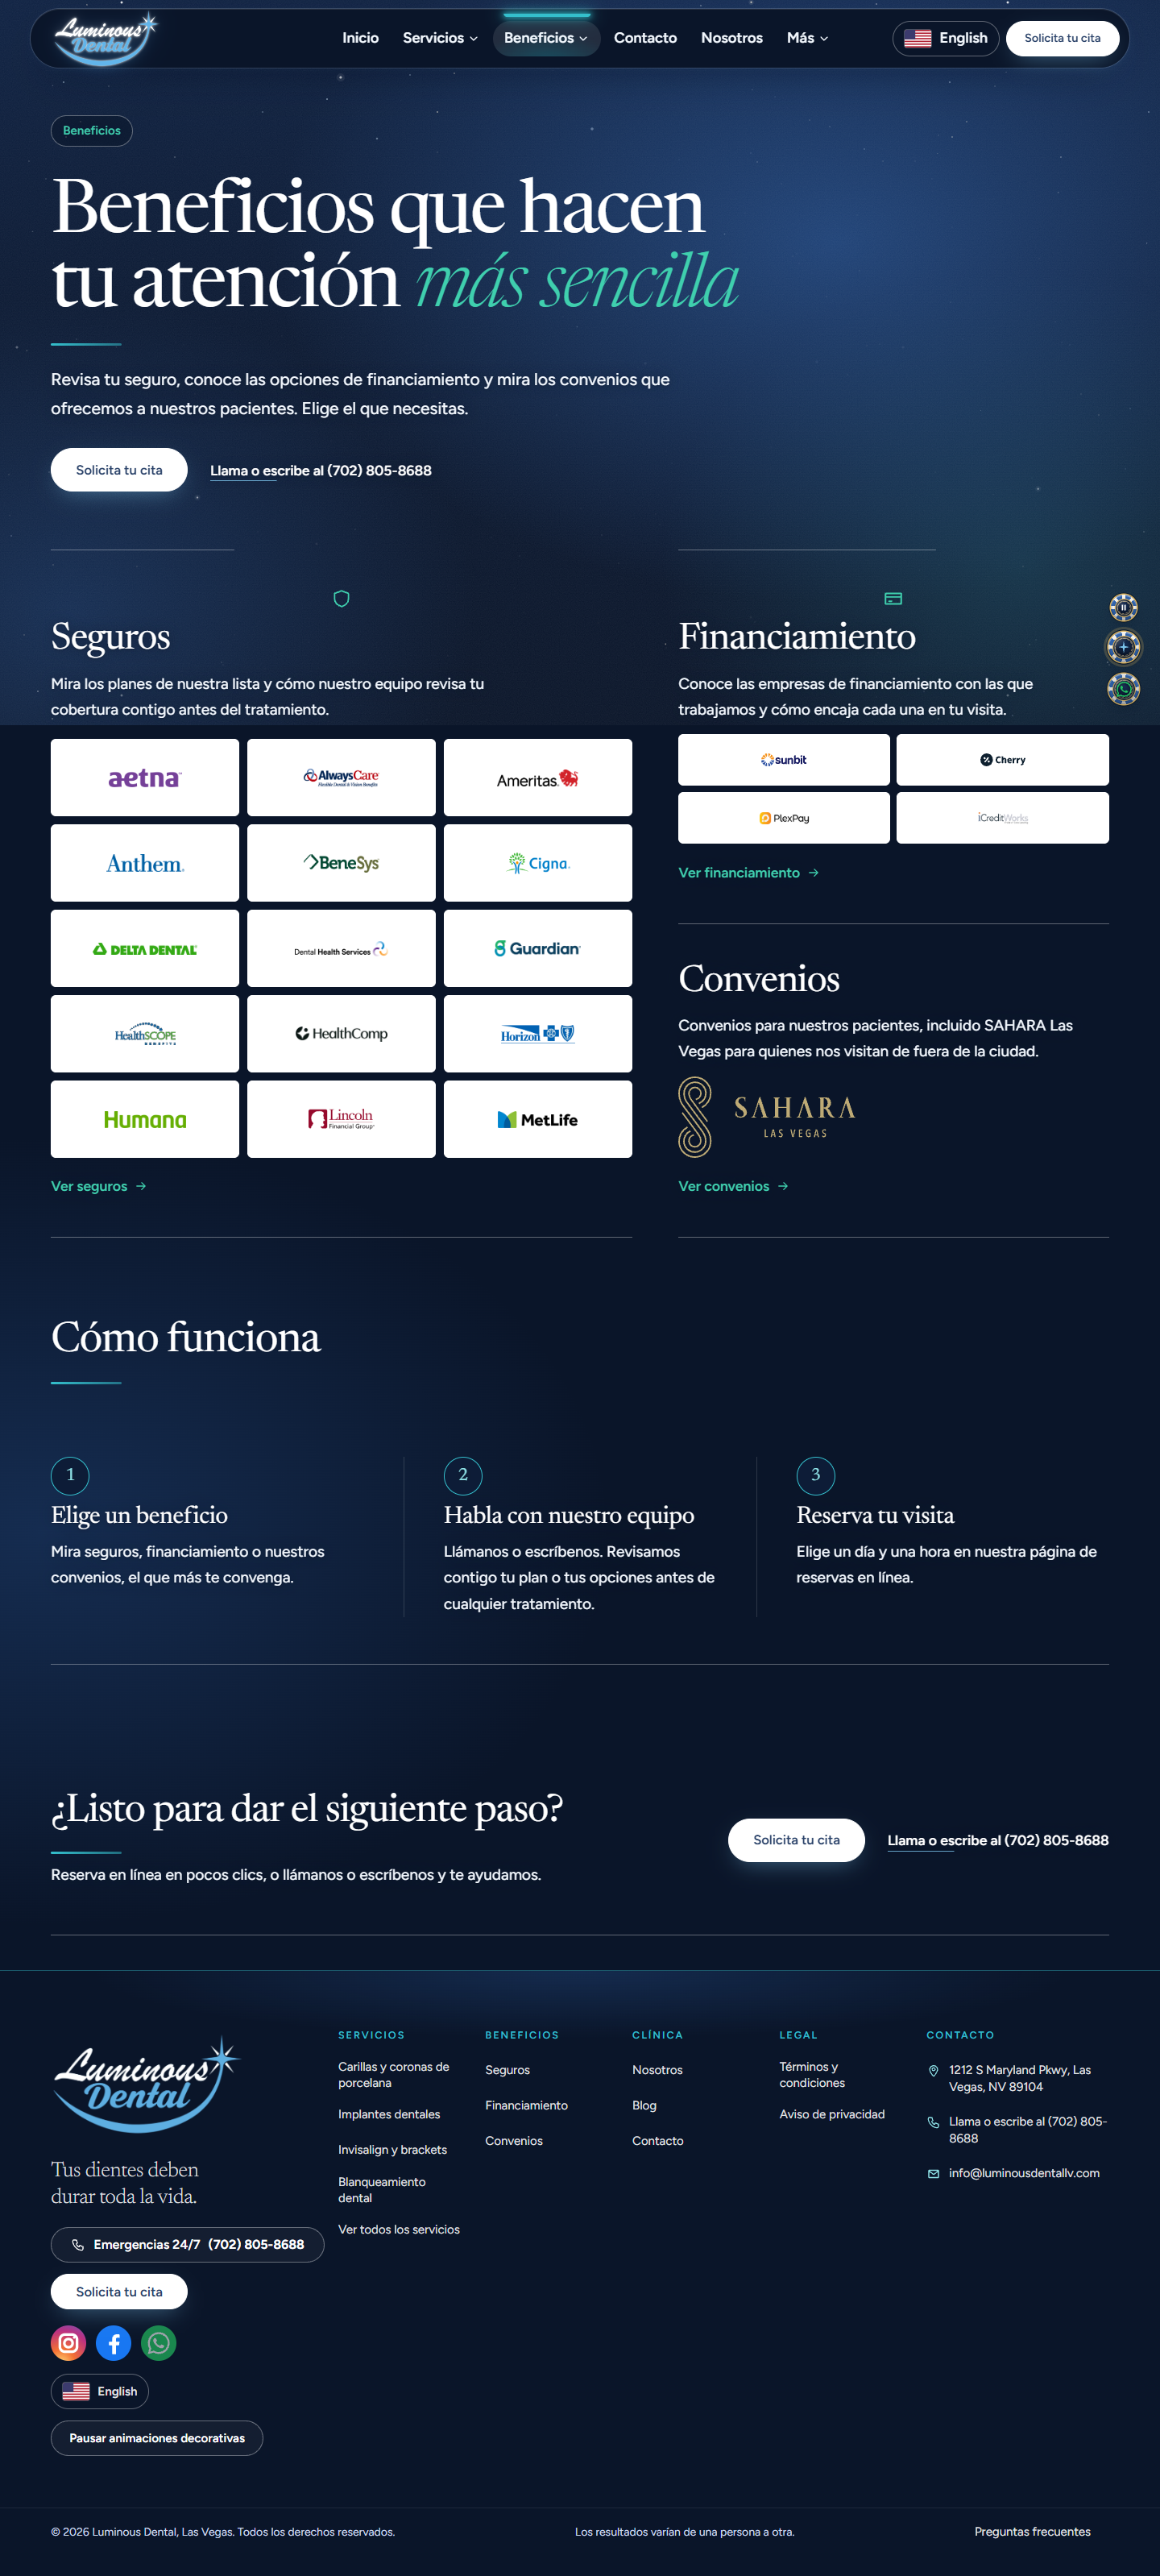 Luminous
Dental
Inicio
Servicios
Beneficios
Contacto
Nosotros
Más
English
Solicita tu cita
Beneficios
Beneficios que hacen
tu atención más sencilla
Revisa tu seguro, conoce las opciones de financiamiento y mira los convenios que
ofrecemos a nuestros pacientes. Elige el que necesitas.
Solicita tu cita
Llama o escribe al (702) 805-8688
Seguros
Mira los planes de nuestra lista y cómo nuestro equipo revisa tu
cobertura contigo antes del tratamiento.
aetna
AlwaysCare
Flexible Dental & Vision Benefits
Ameritas
Anthem
BeneSys
Cigna
DELTA DENTAL
Dental Health Services
Guardian
HealthSCOPE
BENEFITS
HealthComp
Horizon
Humana
Lincoln
Financial Group
MetLife
Ver seguros
Financiamiento
Conoce las empresas de financiamiento con las que
trabajamos y cómo encaja cada una en tu visita.
sunbit
Cherry
PlexPay
iCreditWorks
Ver financiamiento
Convenios
Convenios para nuestros pacientes, incluido SAHARA Las
Vegas para quienes nos visitan de fuera de la ciudad.
SAHARA
LAS VEGAS
Ver convenios
Cómo funciona
1
Elige un beneficio
Mira seguros, financiamiento o nuestros
convenios, el que más te convenga.
2
Habla con nuestro equipo
Llámanos o escríbenos. Revisamos
contigo tu plan o tus opciones antes de
cualquier tratamiento.
3
Reserva tu visita
Elige un día y una hora en nuestra página de
reservas en línea.
¿Listo para dar el siguiente paso?
Reserva en línea en pocos clics, o llámanos o escríbenos y te ayudamos.
Solicita tu cita
Llama o escribe al (702) 805-8688
Luminous
Dental
Tus dientes deben
durar toda la vida.
Emergencias 24/7 (702) 805-8688
Solicita tu cita
English
Pausar animaciones decorativas
SERVICIOS
Carillas y coronas de
porcelana
Implantes dentales
Invisalign y brackets
Blanqueamiento
dental
Ver todos los servicios
BENEFICIOS
Seguros
Financiamiento
Convenios
CLÍNICA
Nosotros
Blog
Contacto
LEGAL
Términos y
condiciones
Aviso de privacidad
CONTACTO
1212 S Maryland Pkwy, Las
Vegas, NV 89104
Llama o escribe al (702) 805-
8688
info@luminousdentallv.com
© 2026 Luminous Dental, Las Vegas. Todos los derechos reservados.
Los resultados varían de una persona a otra.
Preguntas frecuentes